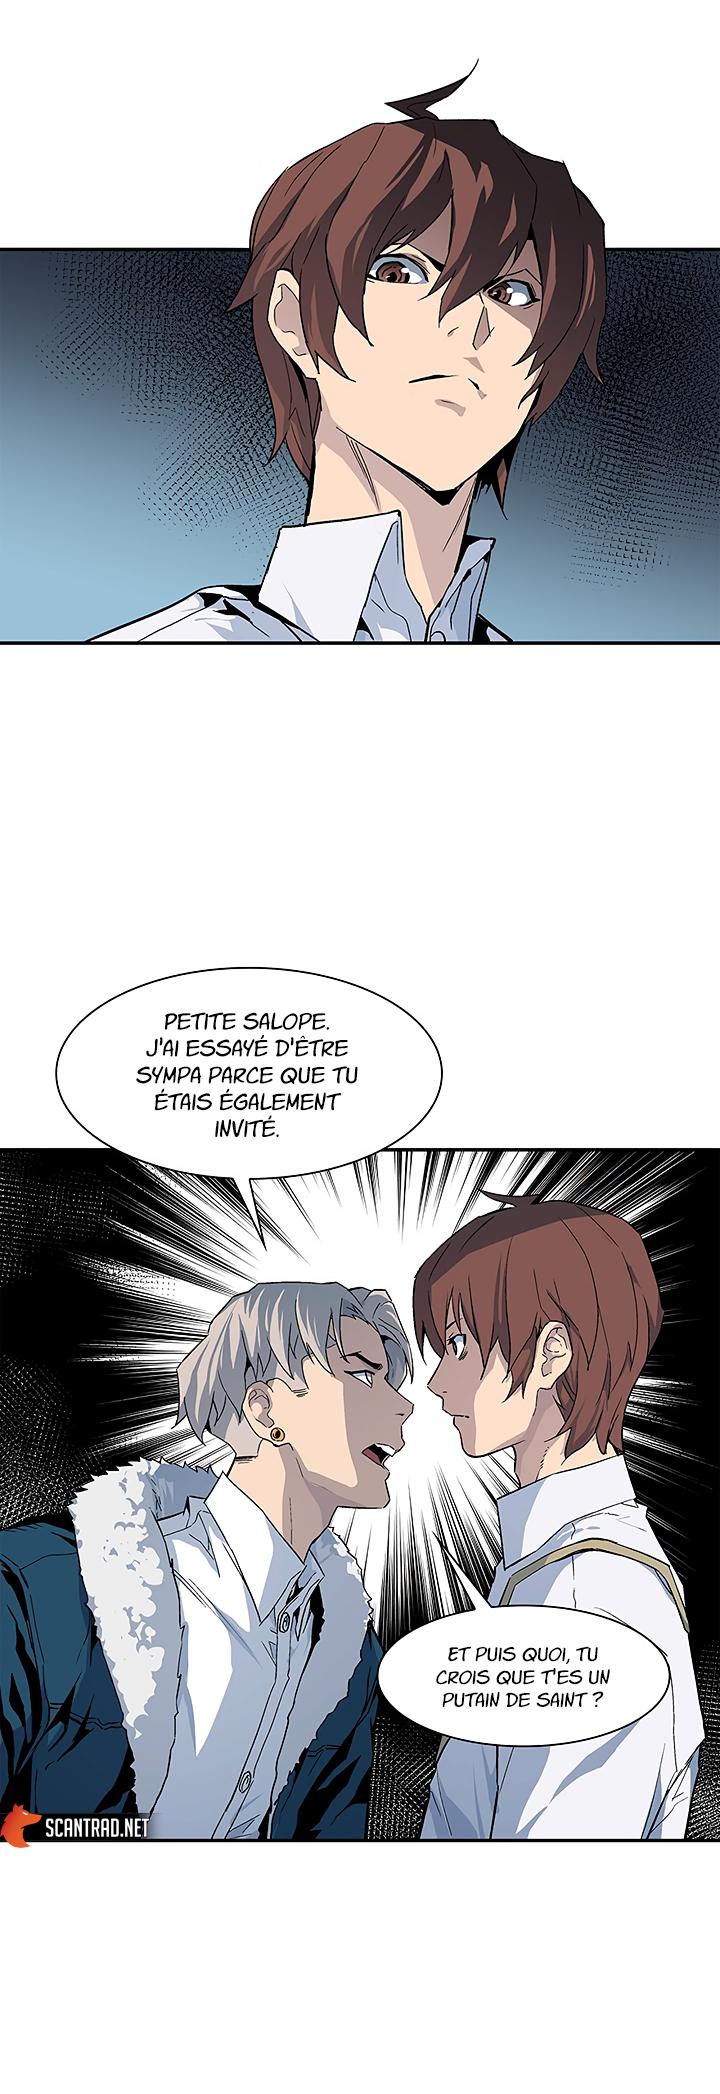 PETITE SALOPE.
J'AI ESSAYÉ D'ÊTRE
SYMPA PARCE QUE TU
ÉTAIS ÉGALEMENT
INVITÉ.
ET PUIS QUOI, TU
CROIS QUE T'ES UN
PUTAIN DE SAINT ?
SCANTRAD.NET